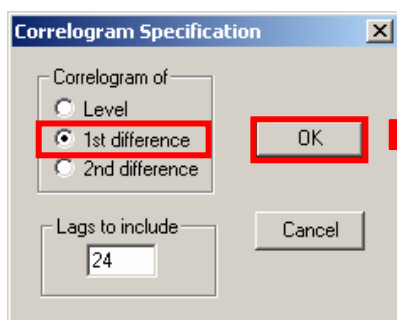 Correlogram Specification
Correlogram of
Level
1st difference
OK
2nd difference
Lags to include
Cancel
24